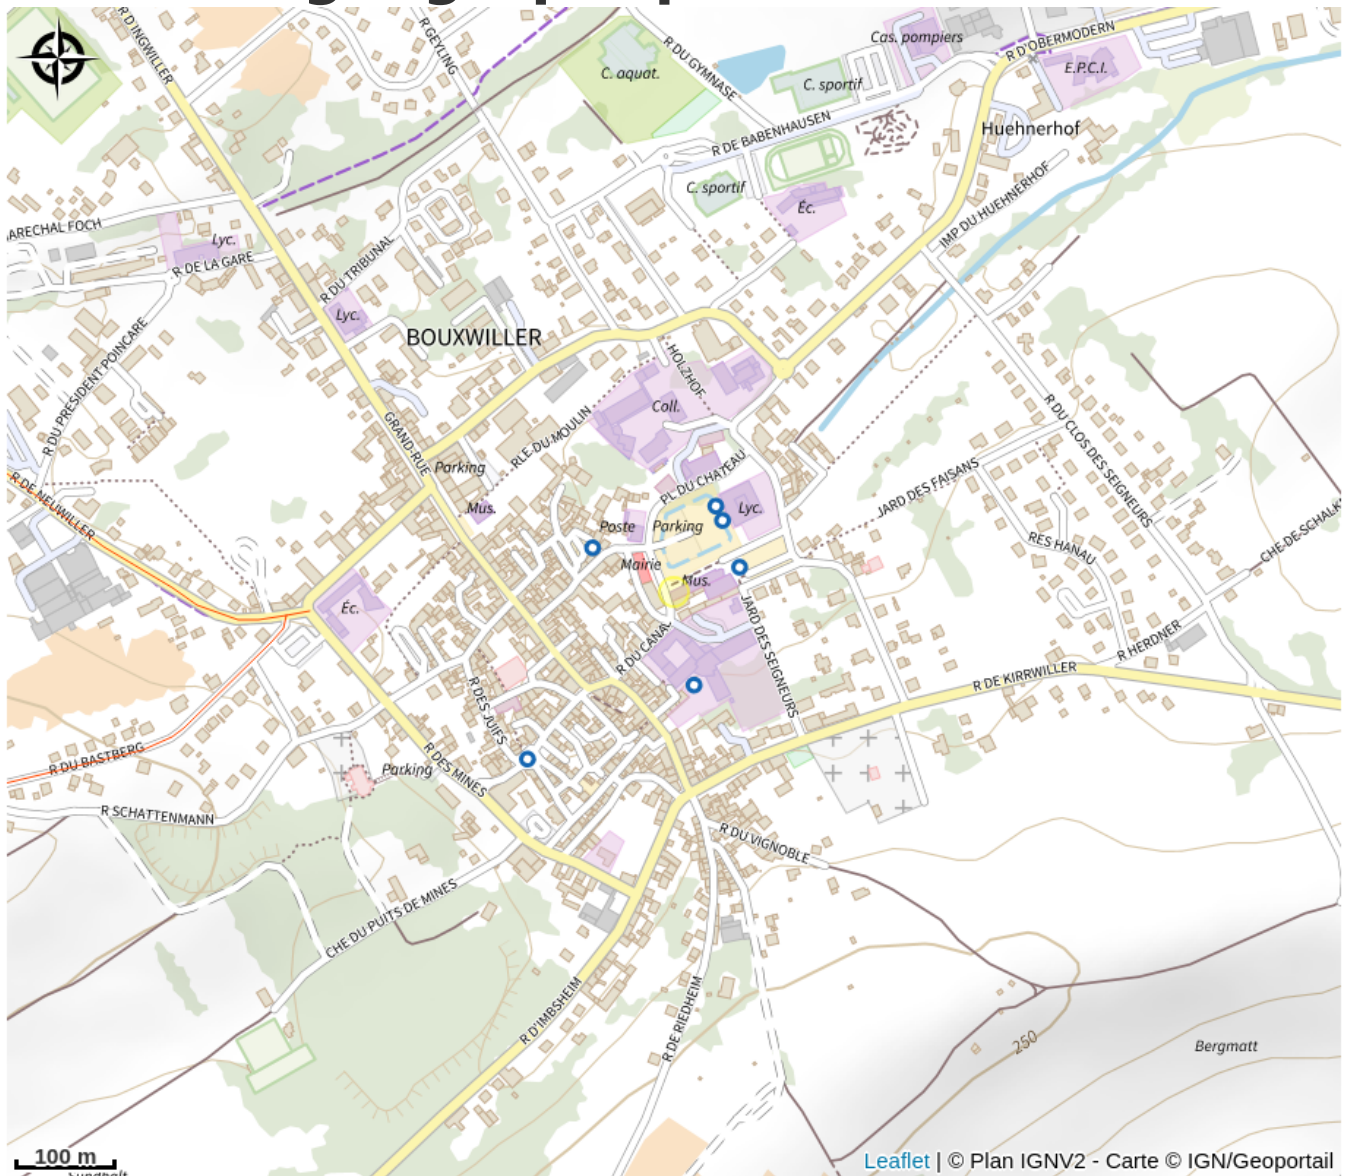 R D'INGWILLER
R GEYLING
R DU GYMNASE
Cas. pompiers
R D'OBERMODERN
C. aquat.
C. sportif
E.P.C.I.
R DE BABENHAUSEN
Huehnerhof
C. sportif
Éc.
IMP DU HUEHNERHOF
ARECHAL FOCH
Lyc.
R DE LA GARE
R DU TRIBUNAL
Lyc.
BOUXWILLER
R DU PRESIDENT POINCARE
HOLZHOF
Coll.
GRAND-RUE
RLE DU MOULIN
R DU CLOS DES SEIGNEURS
Parking
PL DU CHATEAU
JARD DES FAISANS
R DE NEUWILLER
Mus.
Poste
Parking
Lyc.
RES HANAU
CHE-DE-SCHALK
Mairie
Mus.
Éc.
JARD DES SEIGNEURS
R DU CANAL
R HERDNER
R DE KIRRWILLER
R DES JUIFS
R DU BASTBERG
R DES MINES
Parking
R SCHATTENMANN
R DU VIGNOBLE
CHE DU PUITS DE MINES
R D'IMBSHEIM
R DE RIEDHEIM
250
Bergmatt
100 m
Leaflet | © Plan IGNV2 - Carte © IGN/Geoportail